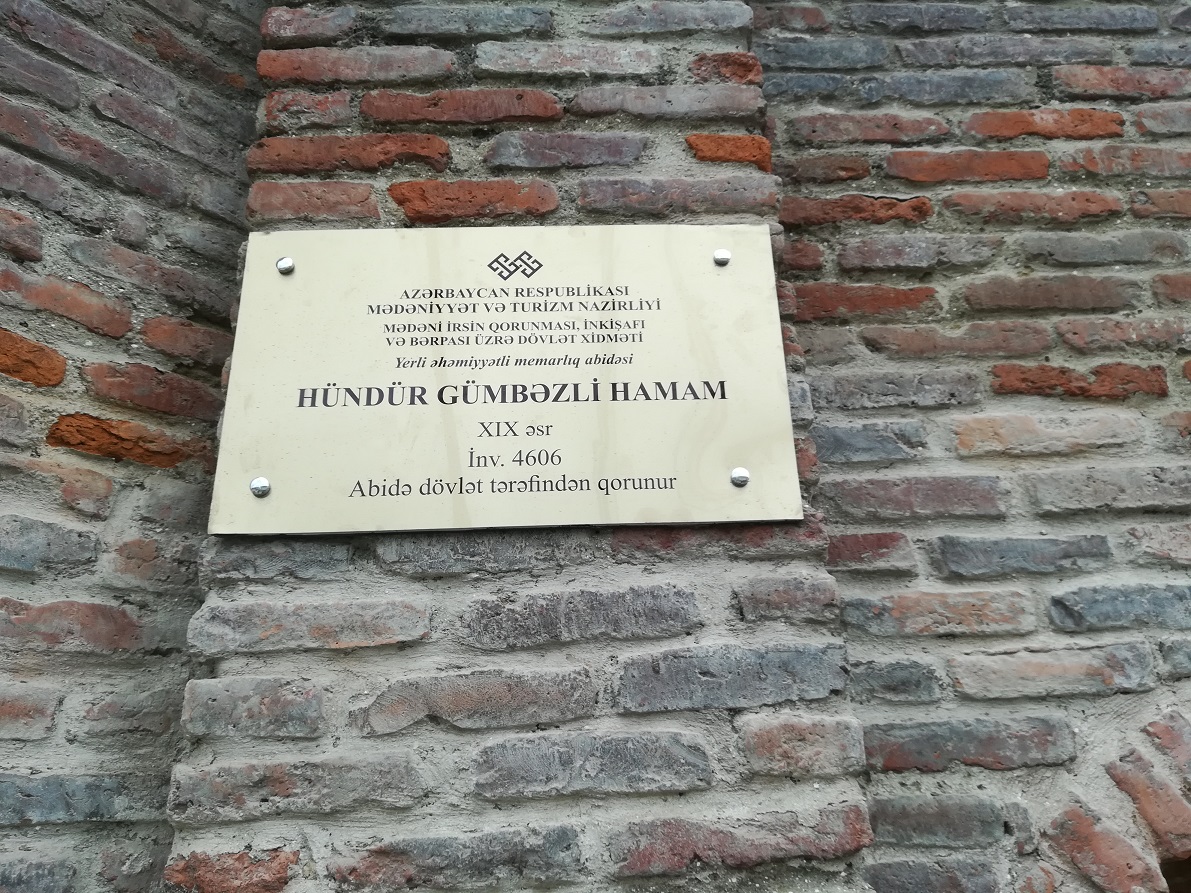 AZƏRBAYCAN RESPUBLİKASI
MƏDƏNİYYƏT VƏ TURİZM NAZİRLİYİ
MƏDƏNİ İRSİN QORUNMASI, İNKİŞAFI
VƏ BƏRPASI ÜZRƏ DÖVLƏT XİDMƏTİ
Yerli əhəmiyyətli memarlıq abidəsi
HÜNDÜR GÜMBƏZLİ HAMAM
XIX əsr
İnv. 4606
Abidə dövlət tərəfindən qorunur